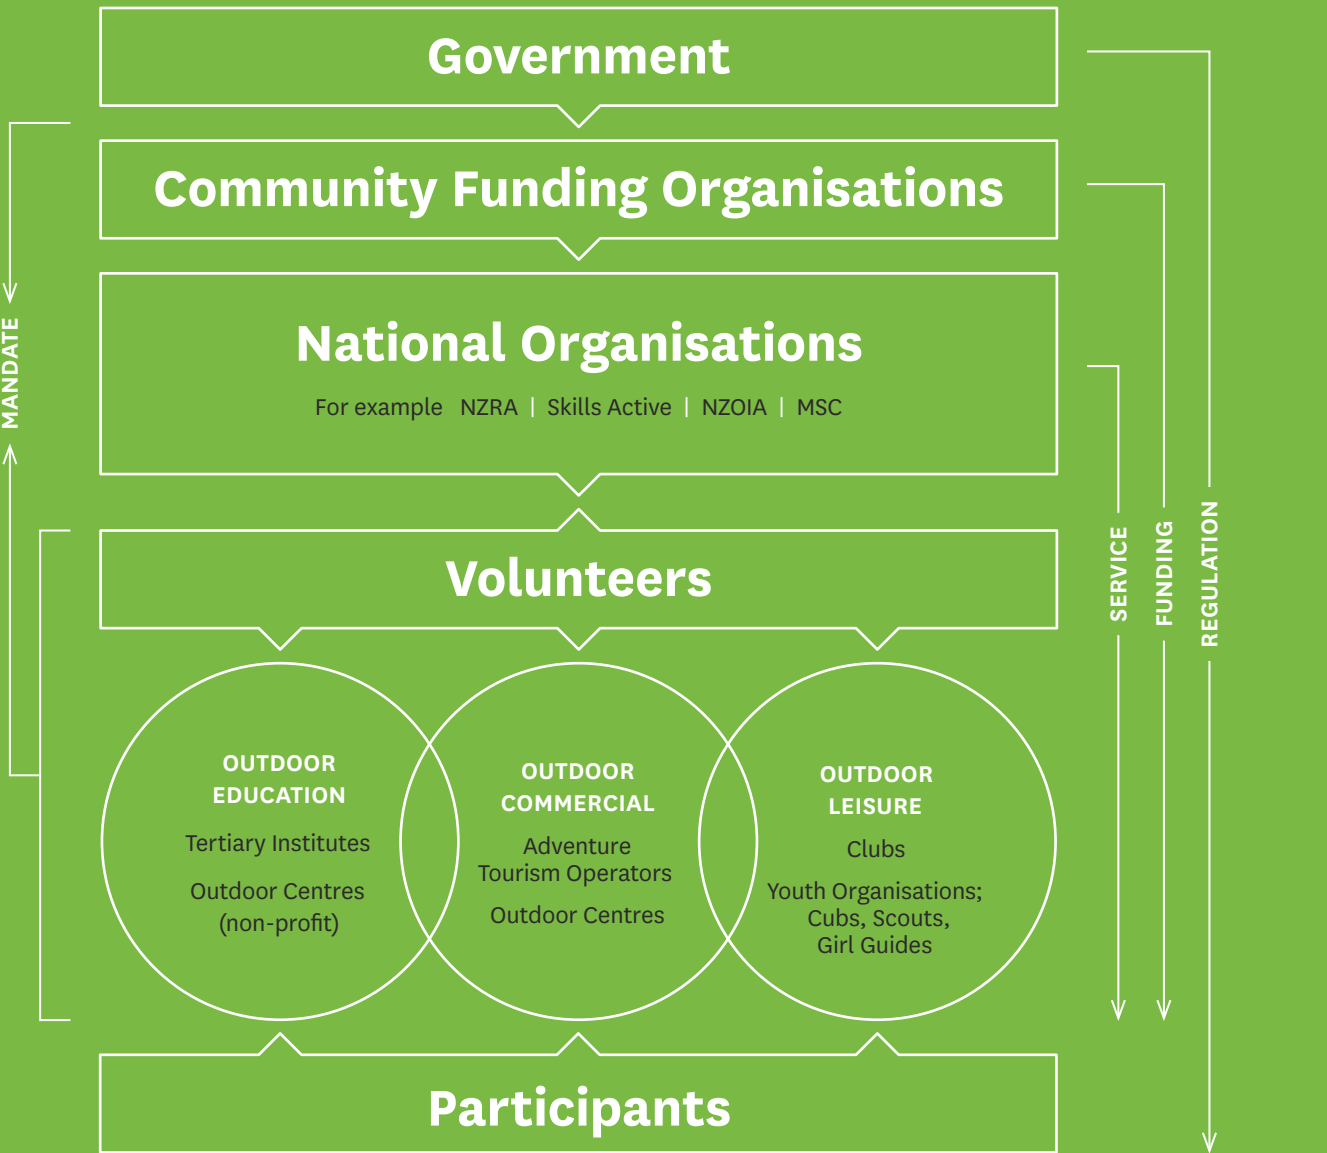 Government
Community Funding Organisations
National Organisations
For example NZRA | Skills Active | NZOIA | MSC
MANDATE
Volunteers
SERVICE
FUNDING
REGULATION
OUTDOOR
EDUCATION
Tertiary Institutes
Outdoor Centres
(non-profit)
OUTDOOR
COMMERCIAL
Adventure
Tourism Operators
Outdoor Centres
OUTDOOR
LEISURE
Clubs
Youth Organisations;
Cubs, Scouts,
Girl Guides
Participants